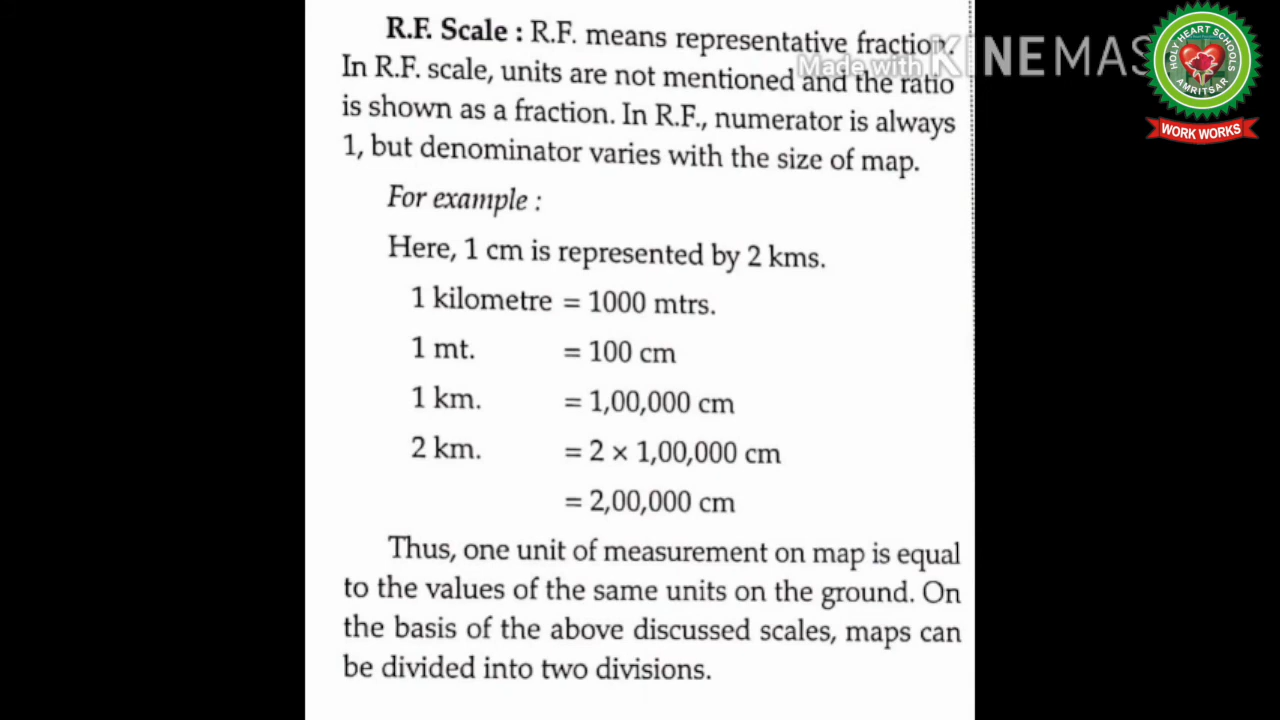 R.F. Scale : R.F. means representative fraction.
In R.F. scale, units are not mentioned and the ratio
is shown as a fraction. In R.F., numerator is always
1, but denominator varies with the size of map.
For example :
Here, 1 cm is represented by 2 kms.
1 kilometre = 1000 mtrs.
1 mt. = 100 cm
1 km. = 1,00,000 cm
2 km. = 2 × 1,00,000 cm
= 2,00,000 cm
Thus, one unit of measurement on map is equal
to the values of the same units on the ground. On
the basis of the above discussed scales, maps can
be divided into two divisions.
Made with KINEMAS
HOLY HEART SCHOOLS
AMRITSAR
WORK WORKS